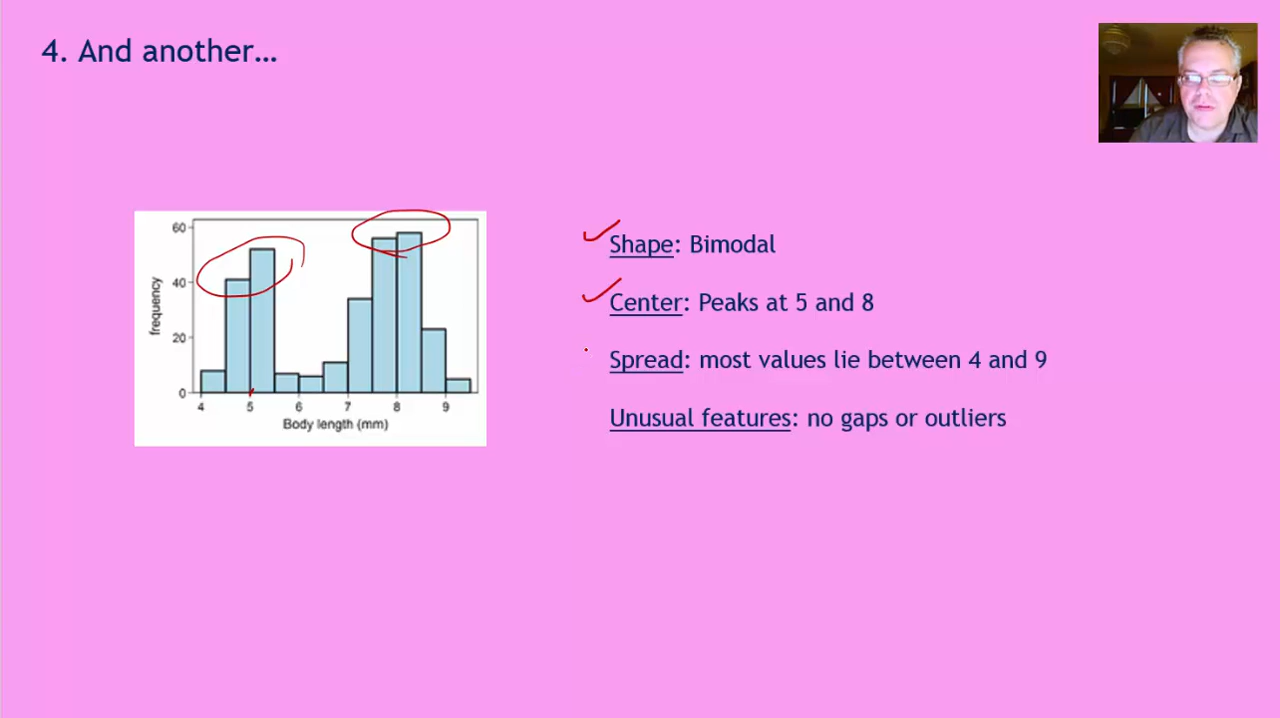 4. And another…
60
40
20
0
frequency
4 5 6 7 8 9
Body length (mm)
Shape: Bimodal
Center: Peaks at 5 and 8
Spread: most values lie between 4 and 9
Unusual features: no gaps or outliers